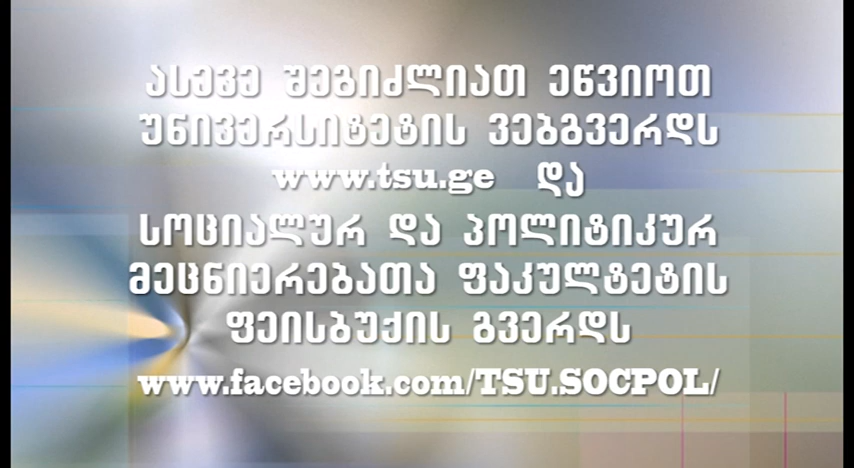 ასევე შეგიძლიათ ეწვიოთ
უნივერსიტეტის ვებგვერდს
www.tsu.ge და
სოციალურ და პოლიტიკურ
მეცნიერებათა ფაკულტეტის
ფეისბუქის გვერდს
www.facebook.com/TSU.SOCPOL/